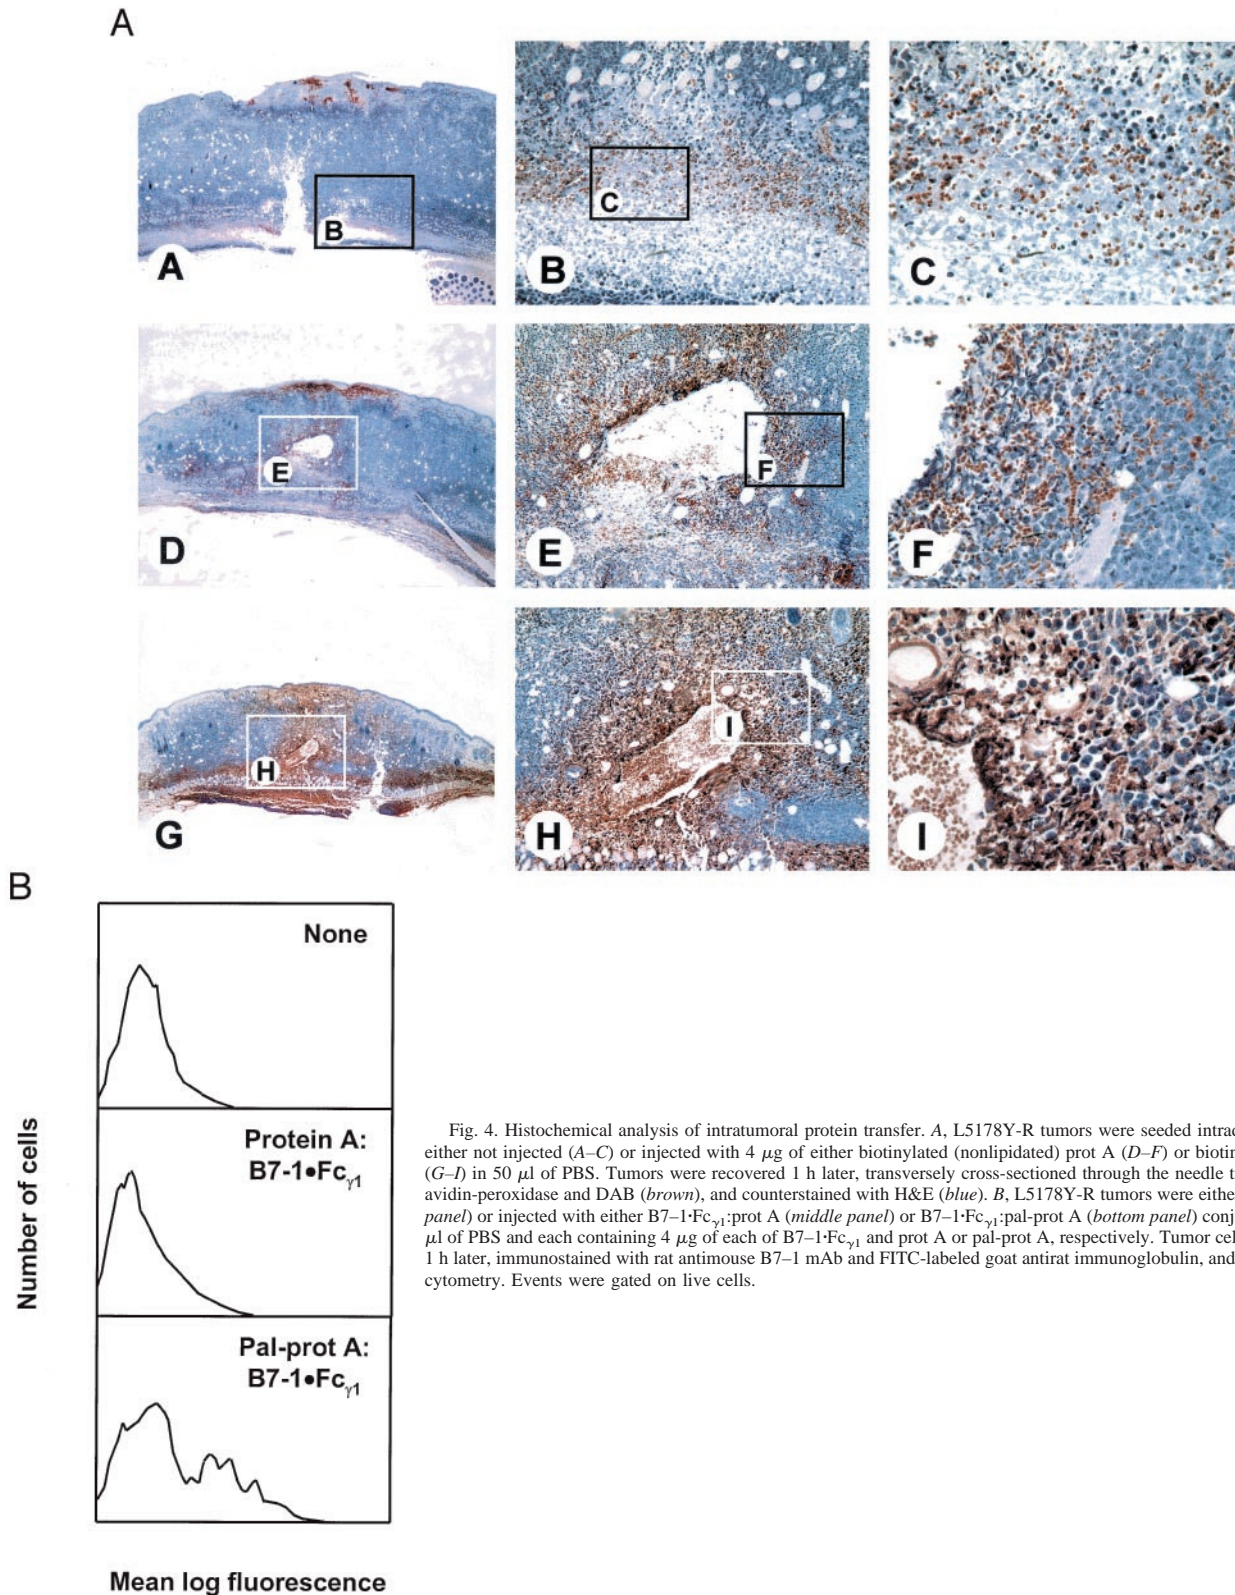 A
B
A
C
B
C
E
D
F
E
F
H
G
I
H
I
B
None
Protein A:
B7-1•Fcγ1
Pal-prot A:
B7-1•Fcγ1
Number of cells
Mean log fluorescence
Fig. 4. Histochemical analysis of intratumoral protein transfer. A, L5178Y-R tumors were seeded
either not injected (A–C) or injected with 4 μg of either biotinylated (nonlipidated) prot A (D–F) or
(G–I) in 50 μl of PBS. Tumors were recovered 1 h later, transversely cross-sectioned through the needle
avidin-peroxidase and DAB (brown), and counterstained with H&E (blue). B, L5178Y-R tumors were
panel) or injected with either B7–1·Fcγ1:prot A (middle panel) or B7–1·Fcγ1:pal-prot A (bottom panel)
μl of PBS and each containing 4 μg of each of B7–1·Fcγ1 and prot A or pal-prot A, respectively. Tumor
1 h later, immunostained with rat antimouse B7–1 mAb and FITC-labeled goat antirat immunoglobulin, and
cytometry. Events were gated on live cells.